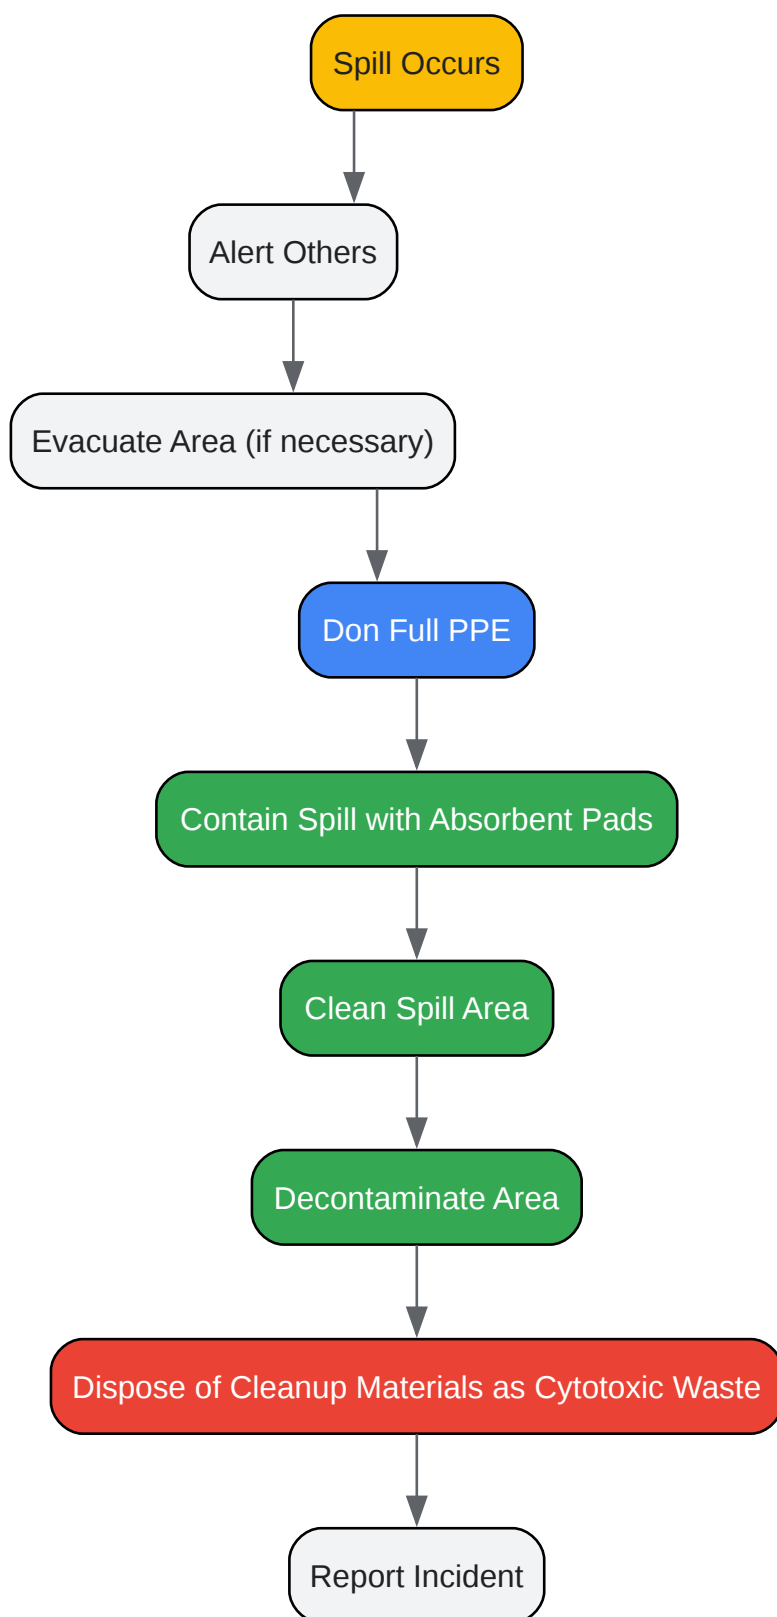 Spill Occurs
Alert Others
Evacuate Area (if necessary)
Don Full PPE
Contain Spill with Absorbent Pads
Clean Spill Area
Decontaminate Area
Dispose of Cleanup Materials as Cytotoxic Waste
Report Incident